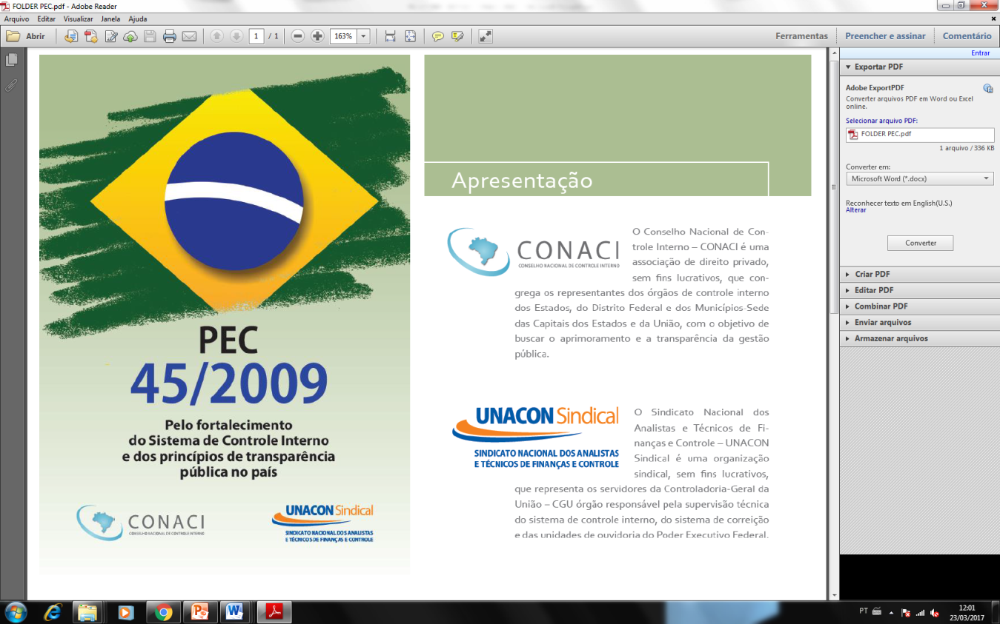 FOLDER PEC.pdf - Adobe Reader
Arquivo Editar Visualizar Janela Ajuda
Abrir 1 / 1 163% Ferramentas Preencher e assinar Comentário
PEC
45/2009
Pelo fortalecimento
do Sistema de Controle Interno
e dos princípios de transparência
pública no país
CONACI
CONSELHO NACIONAL DE CONTROLE INTERNO
UNACON Sindical
SINDICATO NACIONAL DOS ANALISTAS
E TÉCNICOS DE FINANÇAS E CONTROLE
Apresentação
CONACI
CONSELHO NACIONAL DE CONTROLE INTERNO
O Conselho Nacional de Con-
trole Interno – CONACI é uma
associação de direito privado,
sem fins lucrativos, que con-
grega os representantes dos órgãos de controle interno
dos Estados, do Distrito Federal e dos Municípios-Sede
das Capitais dos Estados e da União, com o objetivo de
buscar o aprimoramento e a transparência da gestão
pública.
UNACON Sindical
SINDICATO NACIONAL DOS ANALISTAS
E TÉCNICOS DE FINANÇAS E CONTROLE
O Sindicato Nacional dos
Analistas e Técnicos de Fi-
nanças e Controle – UNACON
Sindical é uma organização
sindical, sem fins lucrativos,
que representa os servidores da Controladoria-Geral da
União – CGU órgão responsável pela supervisão técnica
do sistema de controle interno, do sistema de correição
e das unidades de ouvidoria do Poder Executivo Federal.
Entrar
Exportar PDF
Adobe ExportPDF
Converter arquivos PDF em Word ou Excel
online.
Selecionar arquivo PDF:
FOLDER PEC.pdf
1 arquivo / 336 KB
Converter em:
Microsoft Word (*.docx)
Reconhecer texto em English(U.S.)
Alterar
Converter
Criar PDF
Editar PDF
Combinar PDF
Enviar arquivos
Armazenar arquivos
PT
12:01
23/03/2017